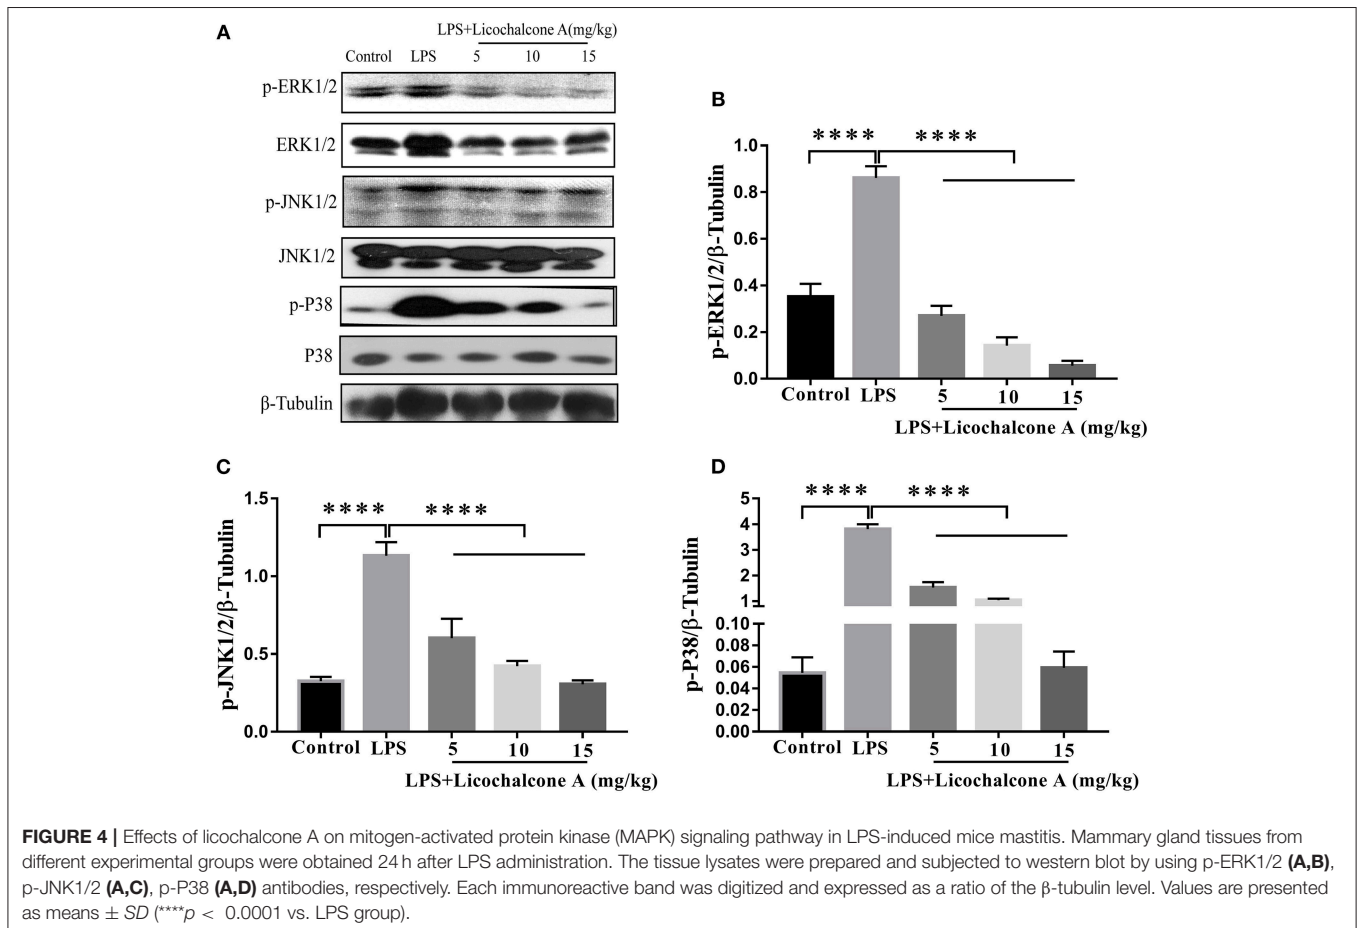 A
LPS+Licochalcone A(mg/kg)
Control LPS 5 10 15
p-ERK1/2
ERK1/2
p-JNK1/2
JNK1/2
p-P38
P38
β-Tubulin
B
**** ****
p-ERK1/2/β-Tubulin
1.0
0.8
0.6
0.4
0.2
0.0
Control LPS 5 10 15
LPS+Licochalcone A (mg/kg)
C
**** ****
p-JNK1/2/β-Tubulin
1.5
1.0
0.5
0.0
Control LPS 5 10 15
LPS+Licochalcone A (mg/kg)
D
**** ****
p-P38/β-Tubulin
5
4
3
2
1
0.10
0.08
0.06
0.04
0.02
0.00
Control LPS 5 10 15
LPS+Licochalcone A (mg/kg)
FIGURE 4 | Effects of licochalcone A on mitogen-activated protein kinase (MAPK) signaling pathway in LPS-induced mice mastitis. Mammary gland tissues from
different experimental groups were obtained 24 h after LPS administration. The tissue lysates were prepared and subjected to western blot by using p-ERK1/2 (A,B),
p-JNK1/2 (A,C), p-P38 (A,D) antibodies, respectively. Each immunoreactive band was digitized and expressed as a ratio of the β-tubulin level. Values are presented
as means ± SD (****p < 0.0001 vs. LPS group).